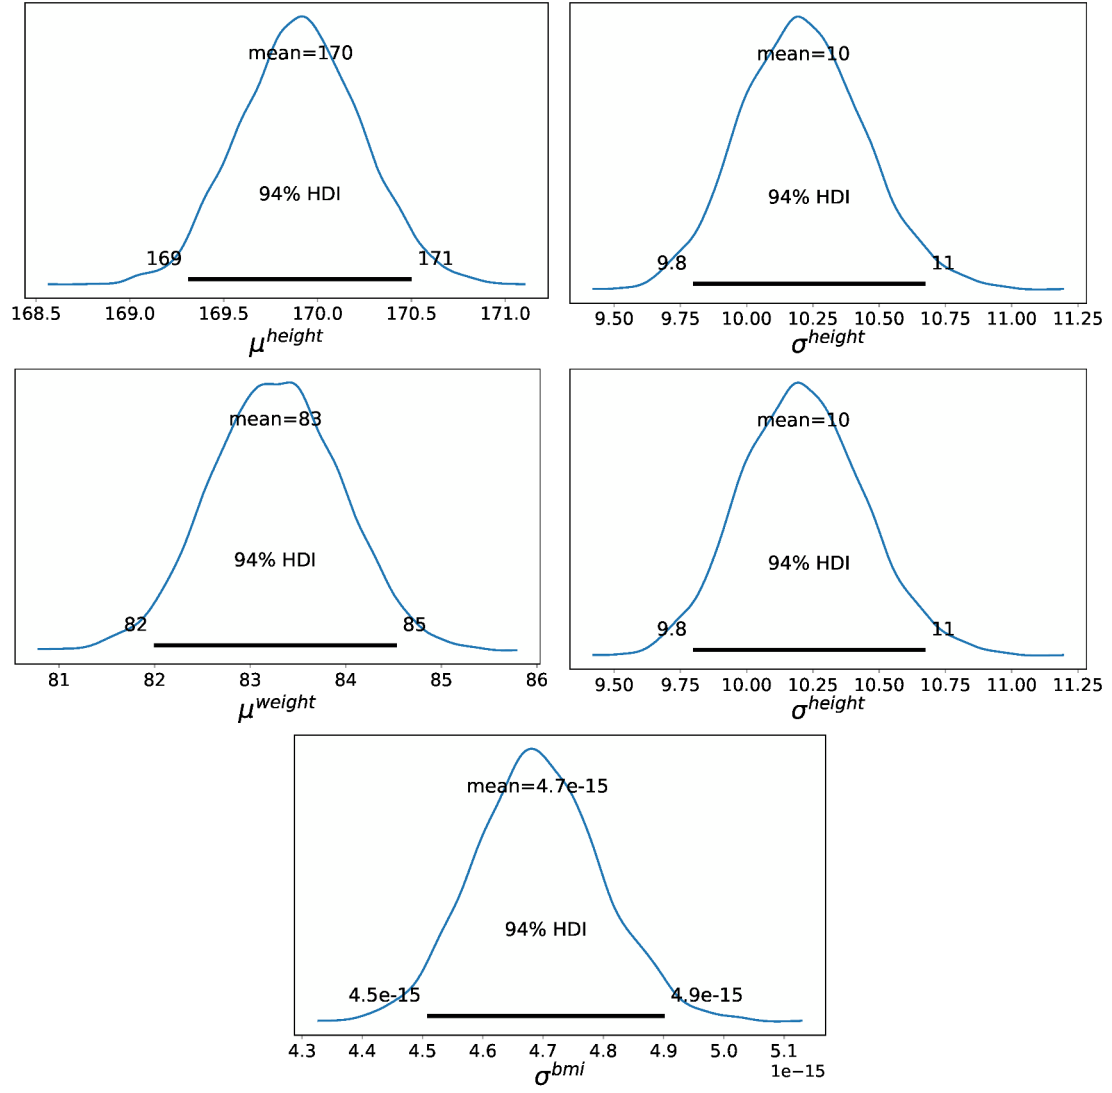 mean=170
94% HDI
169 171
168.5 169.0 169.5 170.0 170.5 171.0
μ^height
mean=10
94% HDI
9.8 11
9.50 9.75 10.00 10.25 10.50 10.75 11.00 11.25
σ^height
mean=83
94% HDI
82 85
81 82 83 84 85 86
μ^weight
mean=10
94% HDI
9.8 11
9.50 9.75 10.00 10.25 10.50 10.75 11.00 11.25
σ^height
mean=4.7e-15
94% HDI
4.5e-15 4.9e-15
4.3 4.4 4.5 4.6 4.7 4.8 4.9 5.0 5.1
1e−15
σ^bmi